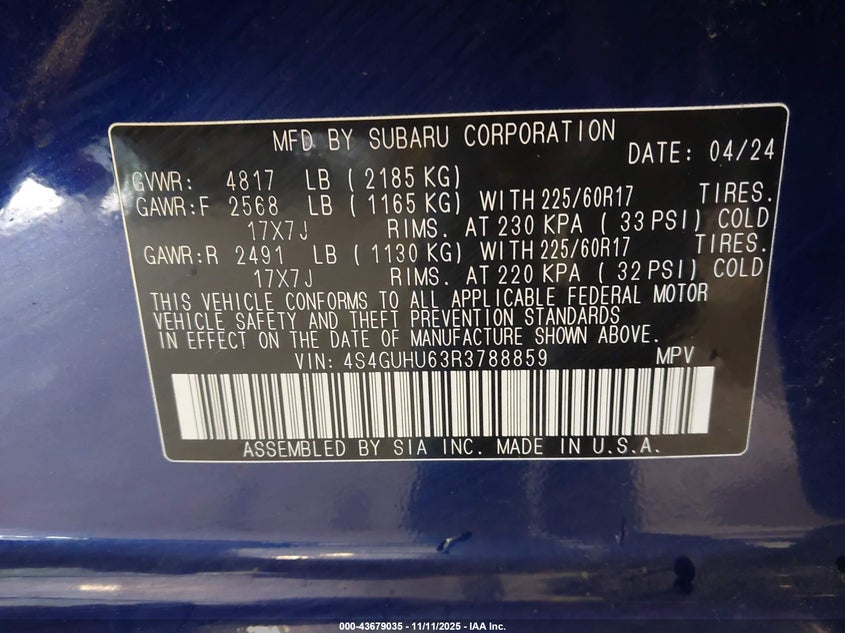 MFD BY SUBARU CORPORATION
DATE: 04/24
GVWR: 4817 LB ( 2185 KG)
GAWR:F 2568 LB ( 1165 KG) WITH 225/60R17 TIRES.
17X7J RIMS. AT 230 KPA ( 33 PSI) COLD
GAWR:R 2491 LB ( 1130 KG) WITH 225/60R17 TIRES.
17X7J RIMS. AT 220 KPA ( 32 PSI) COLD
THIS VEHICLE CONFORMS TO ALL APPLICABLE FEDERAL MOTOR
VEHICLE SAFETY AND THEFT PREVENTION STANDARDS
IN EFFECT ON THE DATE OF MANUFACTURE SHOWN ABOVE.
VIN: 4S4GUHU63R3788859 MPV
ASSEMBLED BY SIA INC. MADE IN U.S.A.
000-43679035 - 11/11/2025 - IAA Inc.